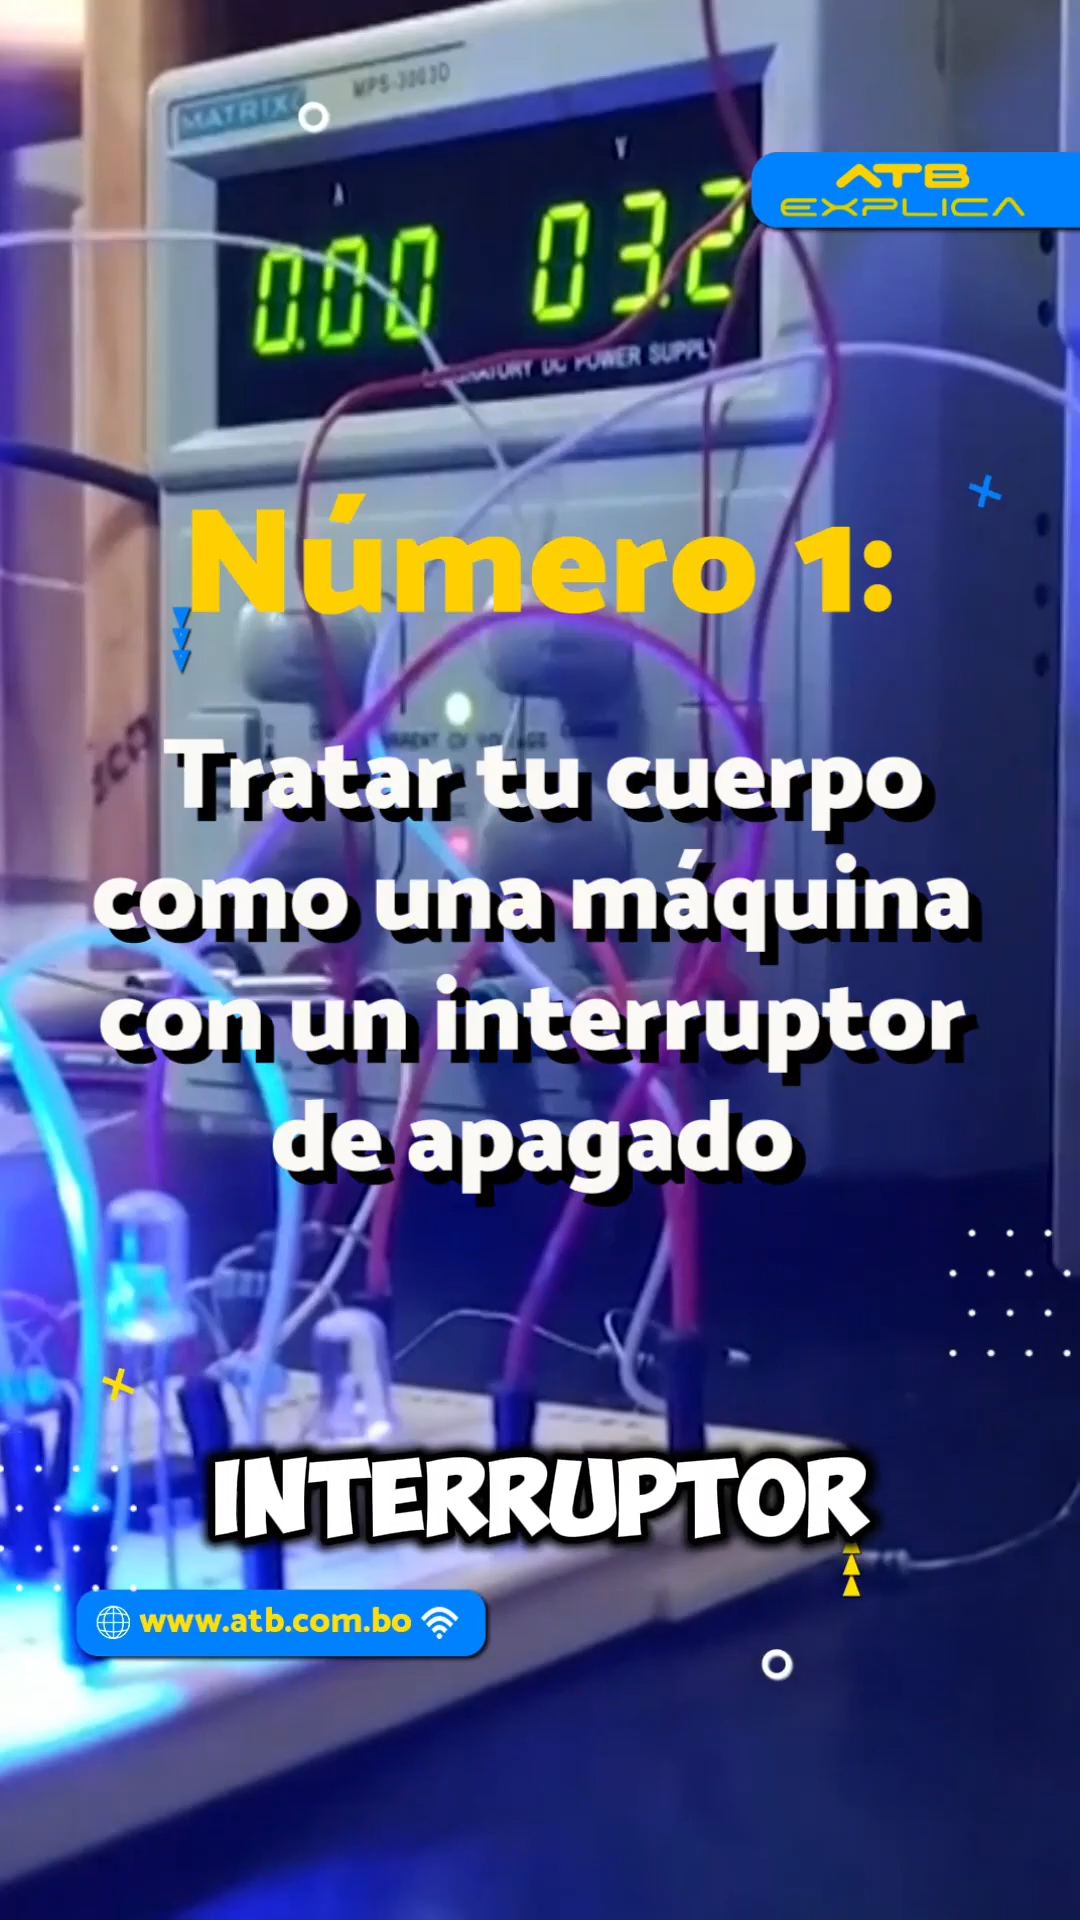 MATRIX
MPS-3003D
A
V
0.00
03.2
LABORATORY DC POWER SUPPLY
ATB
EXPLICA
Número 1:
Tratar tu cuerpo
como una máquina
con un interruptor
de apagado
INTERRUPTOR
www.atb.com.bo